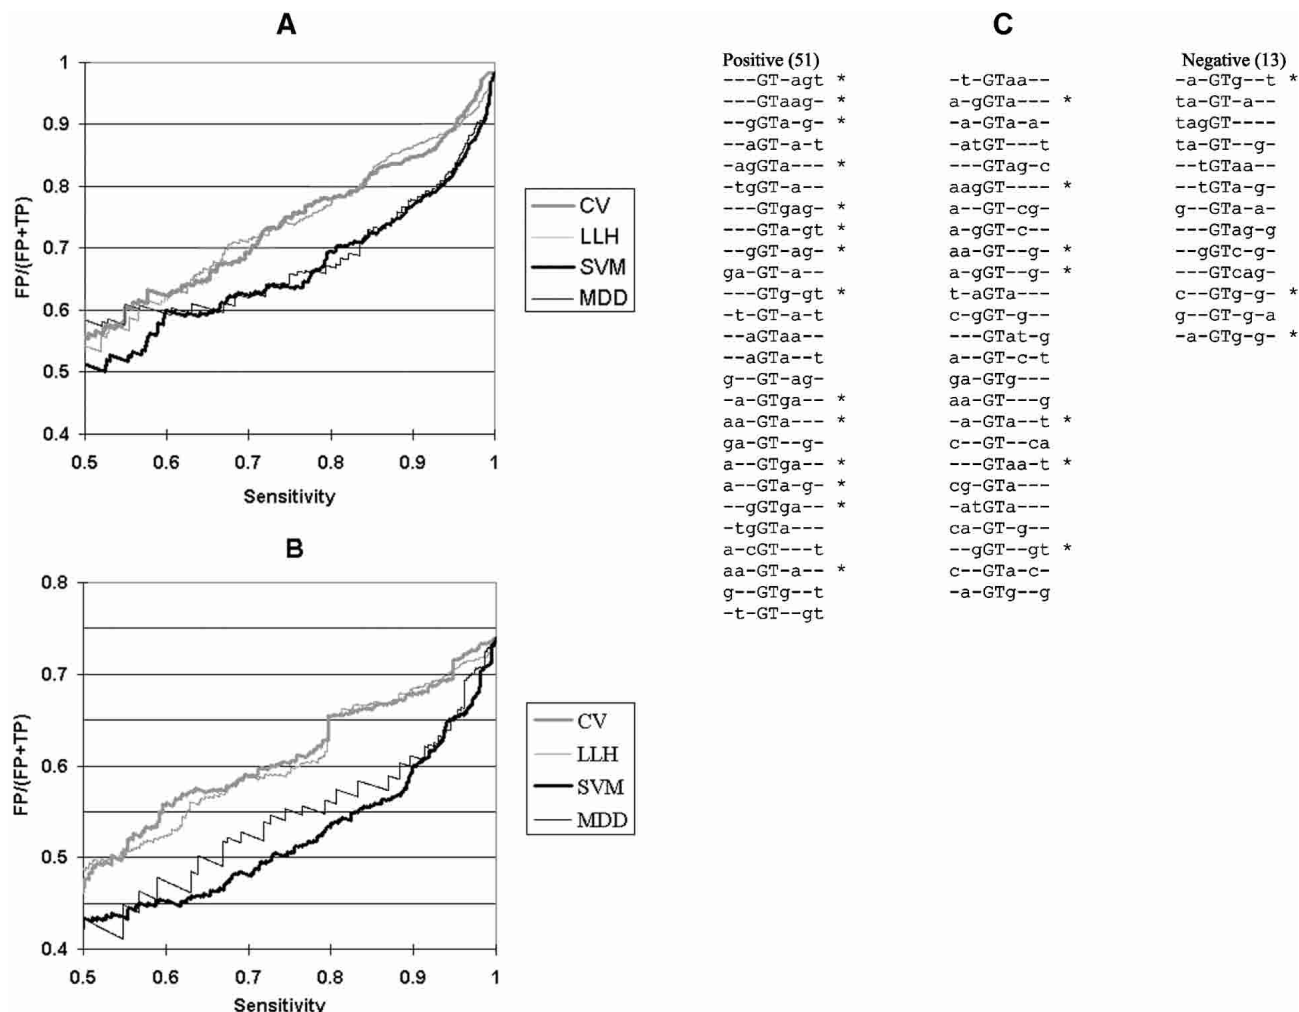 A
1
0.9
0.8
0.7
0.6
0.5
0.4
FP/(FP+TP)
0.5 0.6 0.7 0.8 0.9 1
Sensitivity
CV
LLH
SVM
MDD
B
0.8
0.7
0.6
0.5
0.4
FP/(FP+TP)
0.5 0.6 0.7 0.8 0.9 1
Sensitivity
CV
LLH
SVM
MDD
C
Positive (51)
---GT-agt *
---GTaag- *
--gGTa-g- *
--aGT-a-t
-agGTa--- *
-tgGT-a--
---GTgag- *
---GTa-gt *
--gGT-ag- *
ga-GT-a--
---GTg-gt *
-t-GT-a-t
--aGTaa--
--aGTa--t
g--GT-ag-
-a-GTga-- *
aa-GTa--- *
ga-GT--g-
a--GTga-- *
a--GTa-g- *
--gGTga-- *
-tgGTa---
a-cGT---t
aa-GT-a-- *
g--GTg--t
-t-GT--gt
-t-GTaa--
a-gGTa--- *
-a-GTa-a-
-atGT---t
---GTag-c
aagGT---- *
a--GT-cg-
a-gGT-c--
aa-GT--g- *
a-gGT--g- *
t-aGTa---
c-gGT-g--
---GTat-g
a--GT-c-t
ga-GTg---
aa-GT---g
-a-GTa--t *
c--GT--ca
---GTaa-t *
cg-GTa---
-atGTa---
ca-GT-g--
--gGT--gt *
c--GTa-c-
-a-GTg--g
Negative (13)
-a-GTg--t *
ta-GT-a--
tagGT----
ta-GT--g-
--tGTaa--
--tGTa-g-
g--GTa-a-
---GTag-g
--gGTc-g-
---GTcag-
c--GTg-g- *
g--GT-g-a
-a-GTg-g- *